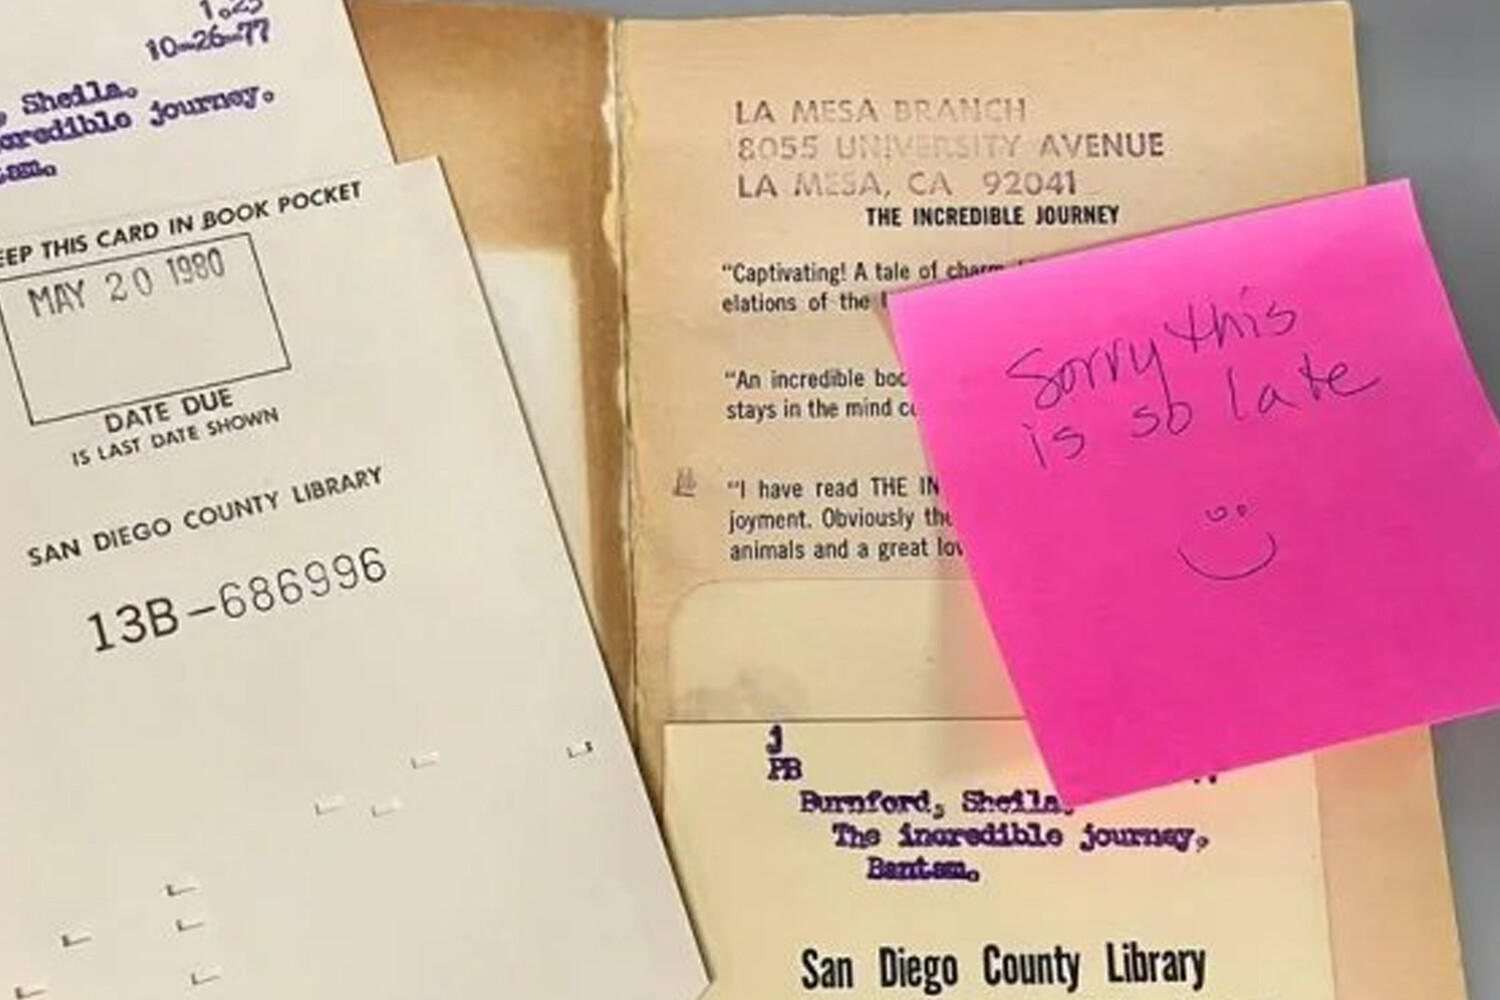 1.25
10-26-77
Sheila.
journey.
KEEP THIS CARD IN BOOK POCKET
MAY 20 1980
DATE DUE
IS LAST DATE SHOWN
SAN DIEGO COUNTY LIBRARY
13B-686996
LA MESA BRANCH
8055 UNIVERSITY AVENUE
LA MESA, CA 92041
THE INCREDIBLE JOURNEY
"Captivating! A tale of
elations of the
"An incredible
stays in the mind
"I have read THE
joyment. Obviously the
animals and a great
Sorry this
is so late
J
PB
Burnford, Sheila.
The incredible journey.
Bantam.
San Diego County Library